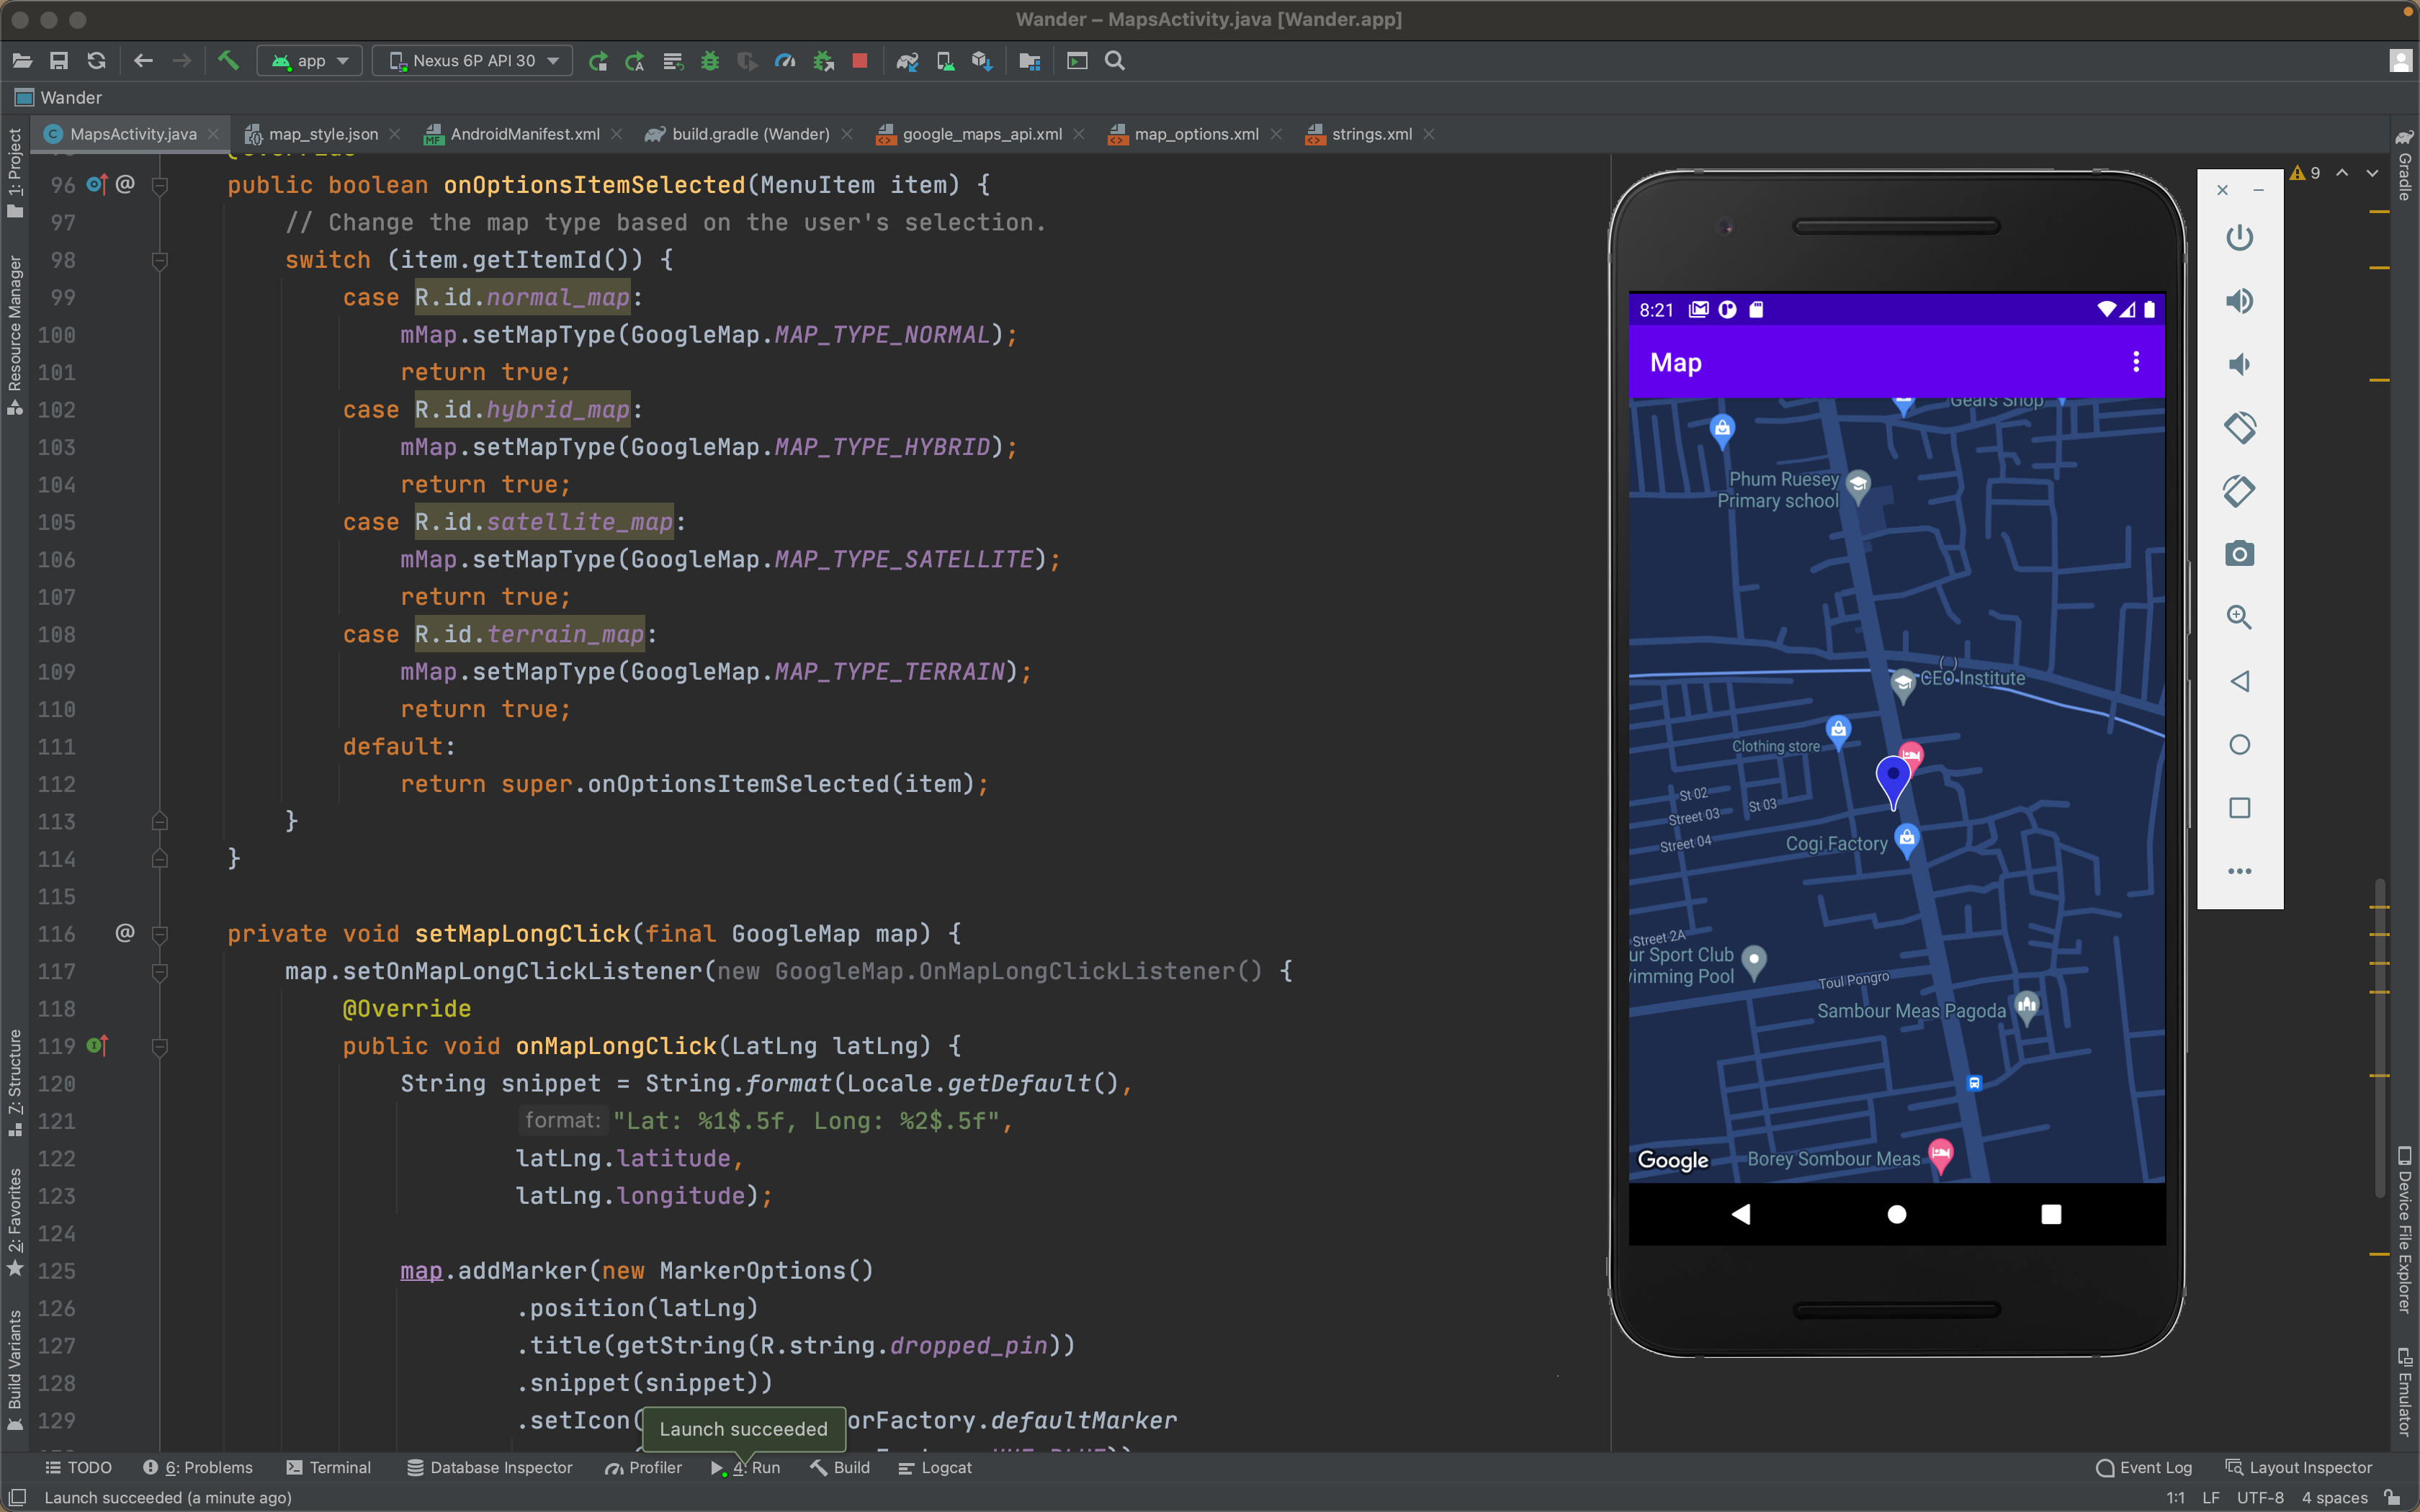 Wander – MapsActivity.java [Wander.app]
app
Nexus 6P API 30
Wander
MapsActivity.java
map_style.json
AndroidManifest.xml
build.gradle (Wander)
google_maps_api.xml
map_options.xml
strings.xml
1: Project
Resource Manager
7: Structure
2: Favorites
Build Variants
96 @ public boolean onOptionsItemSelected(MenuItem item) {
97 // Change the map type based on the user's selection.
98 switch (item.getItemId()) {
99 case R.id.normal_map:
100 mMap.setMapType(GoogleMap.MAP_TYPE_NORMAL);
101 return true;
102 case R.id.hybrid_map:
103 mMap.setMapType(GoogleMap.MAP_TYPE_HYBRID);
104 return true;
105 case R.id.satellite_map:
106 mMap.setMapType(GoogleMap.MAP_TYPE_SATELLITE);
107 return true;
108 case R.id.terrain_map:
109 mMap.setMapType(GoogleMap.MAP_TYPE_TERRAIN);
110 return true;
111 default:
112 return super.onOptionsItemSelected(item);
113 }
114 }
115
116 @ private void setMapLongClick(final GoogleMap map) {
117 map.setOnMapLongClickListener(new GoogleMap.OnMapLongClickListener() {
118 @Override
119 public void onMapLongClick(LatLng latLng) {
120 String snippet = String.format(Locale.getDefault(),
121 format: "Lat: %1$.5f, Long: %2$.5f",
122 latLng.latitude,
123 latLng.longitude);
124
125 map.addMarker(new MarkerOptions()
126 .position(latLng)
127 .title(getString(R.string.dropped_pin))
128 .snippet(snippet))
129 .setIcon( orFactory.defaultMarker
Launch succeeded
8:21
Map
Gears Shop
Phum Ruesey
Primary school
CEO Institute
Clothing store
St 02
St 03
Street 03
Street 04
Cogi Factory
Street 2A
ur Sport Club
imming Pool
Toul Pongro
Sambour Meas Pagoda
Borey Sombour Meas
Google
9
Gradle
Device File Explorer
Emulator
TODO
6: Problems
Terminal
Database Inspector
Profiler
4: Run
Build
Logcat
Event Log
Layout Inspector
Launch succeeded (a minute ago)
1:1 LF UTF-8 4 spaces